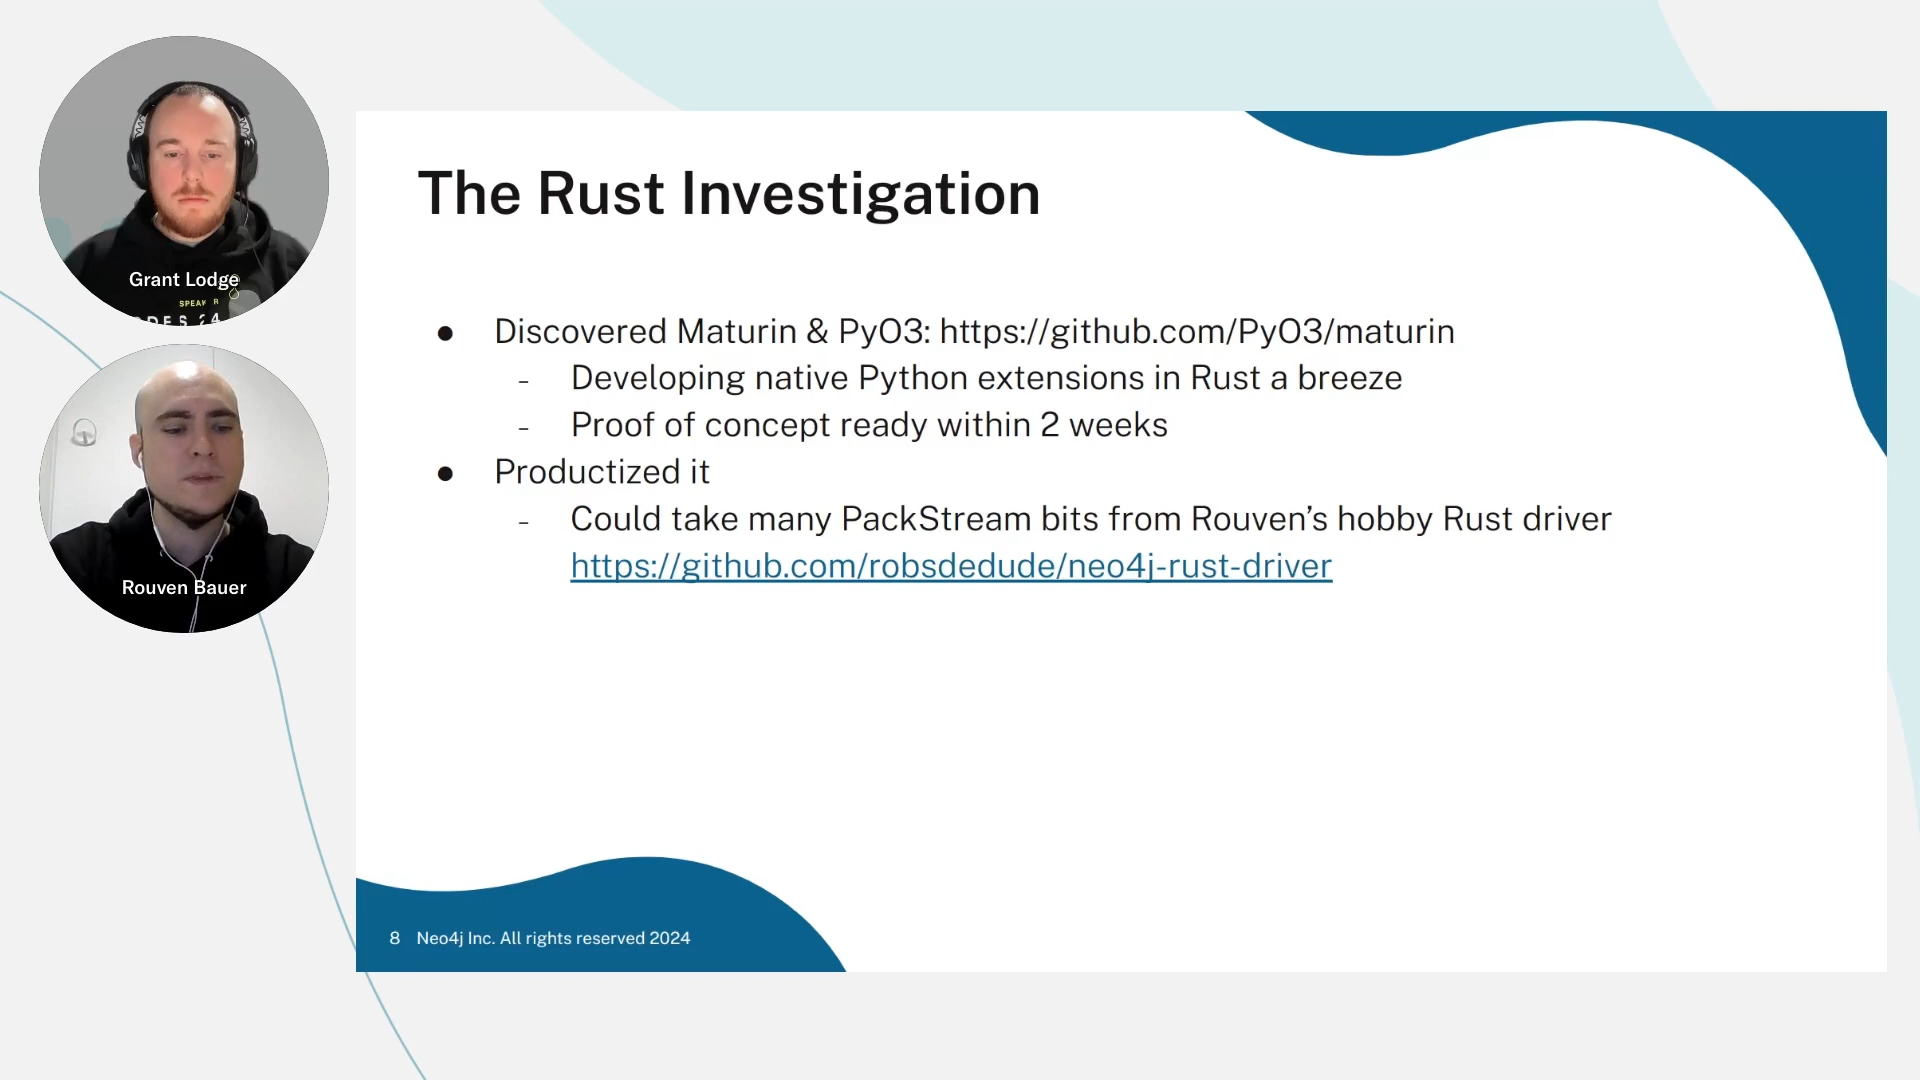 Grant Lodge
Rouven Bauer
The Rust Investigation
● Discovered Maturin & PyO3: https://github.com/PyO3/maturin
- Developing native Python extensions in Rust a breeze
- Proof of concept ready within 2 weeks
● Productized it
- Could take many PackStream bits from Rouven’s hobby Rust driver
https://github.com/robsdedude/neo4j-rust-driver
8 Neo4j Inc. All rights reserved 2024